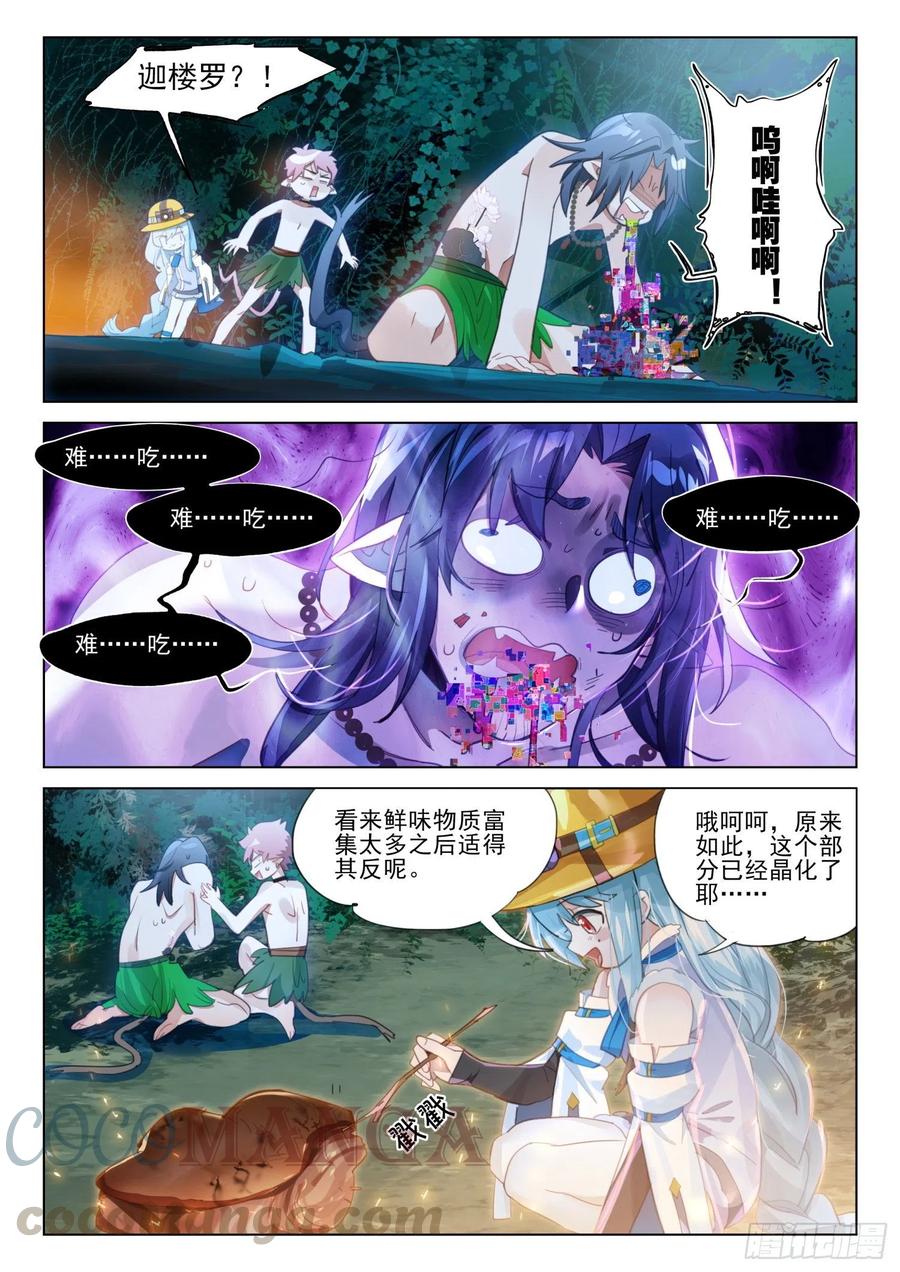 迦楼罗？！
呜啊哇啊啊！
难……吃……
难……吃……
难……吃……
难……吃……
看来鲜味物质富
集太多之后适得
其反呢。
哦呵呵，原来
如此，这个部
分已经晶化了
耶……
戳戳
COCOMANGA
cocomanga.com
腾讯动漫